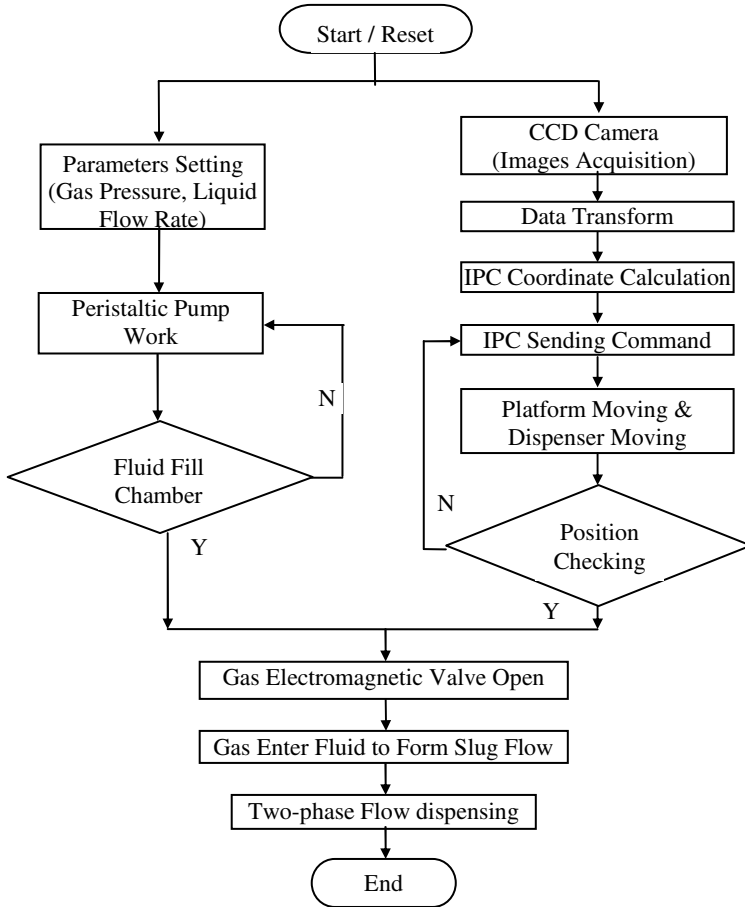 Start / Reset
Parameters Setting
(Gas Pressure, Liquid
Flow Rate)
Peristaltic Pump
Work
N
Fluid Fill
Chamber
Y
CCD Camera
(Images Acquisition)
Data Transform
IPC Coordinate Calculation
IPC Sending Command
Platform Moving &
Dispenser Moving
N
Position
Checking
Y
Gas Electromagnetic Valve Open
Gas Enter Fluid to Form Slug Flow
Two-phase Flow dispensing
End